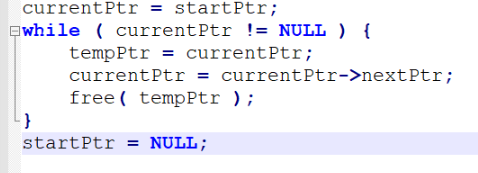 currentPtr = startPtr;
while ( currentPtr != NULL ) {
    tempPtr = currentPtr;
    currentPtr = currentPtr->nextPtr;
    free( tempPtr );
}
startPtr = NULL;